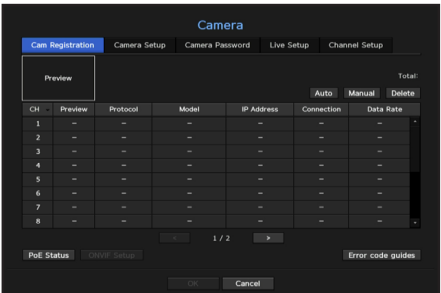 Camera
Cam Registration Camera Setup Camera Password Live Setup Channel Setup
Preview
Total:
Auto Manual Delete
CH Preview Protocol Model IP Address Connection Data Rate
1 – – – – – –
2 – – – – – –
3 – – – – – –
4 – – – – – –
5 – – – – – –
6 – – – – – –
7 – – – – – –
8 – – – – – –
< 1 / 2 >
PoE Status ONVIF Setup Error code guides
OK Cancel